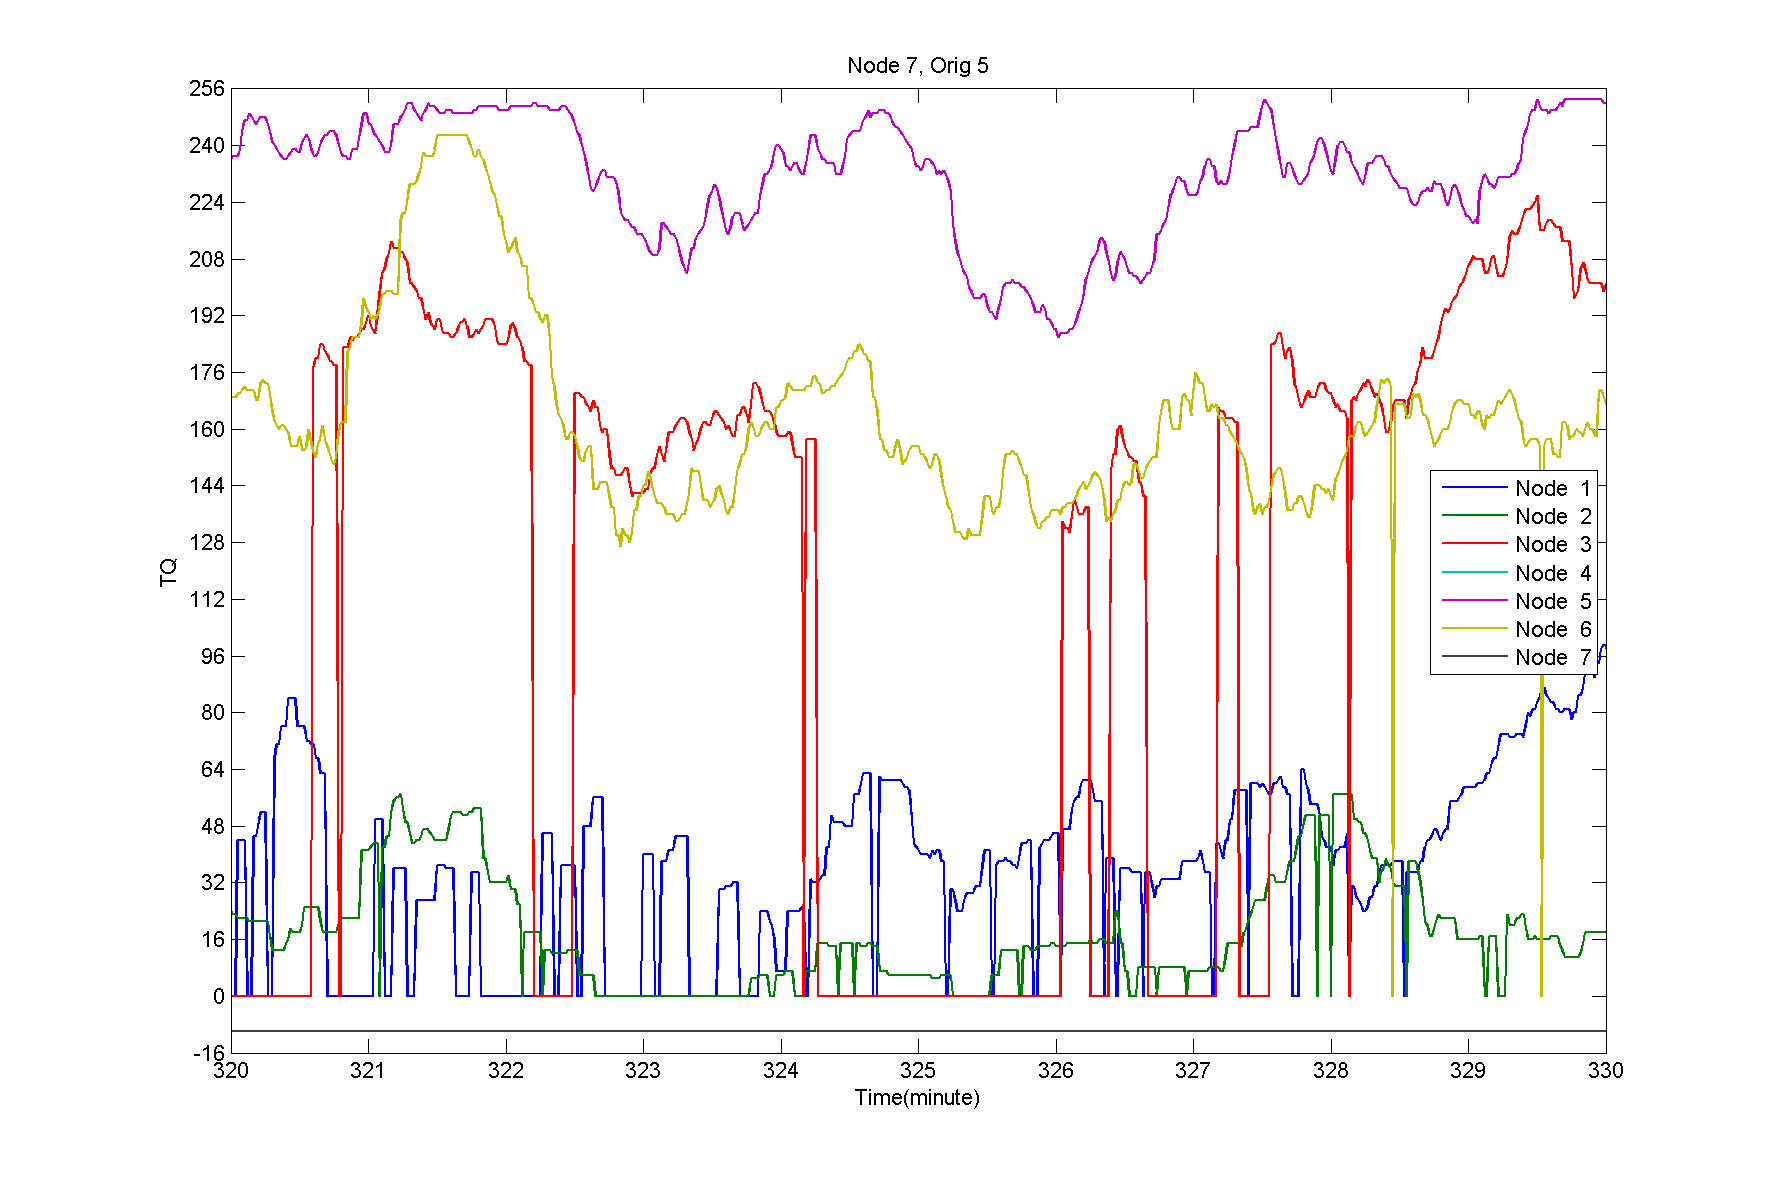 Node 7, Orig 5
256
240
224
208
192
176
160
144
128
112
96
80
64
48
32
16
0
-16
TQ
Node 1
Node 2
Node 3
Node 4
Node 5
Node 6
Node 7
320 321 322 323 324 325 326 327 328 329 330
Time(minute)